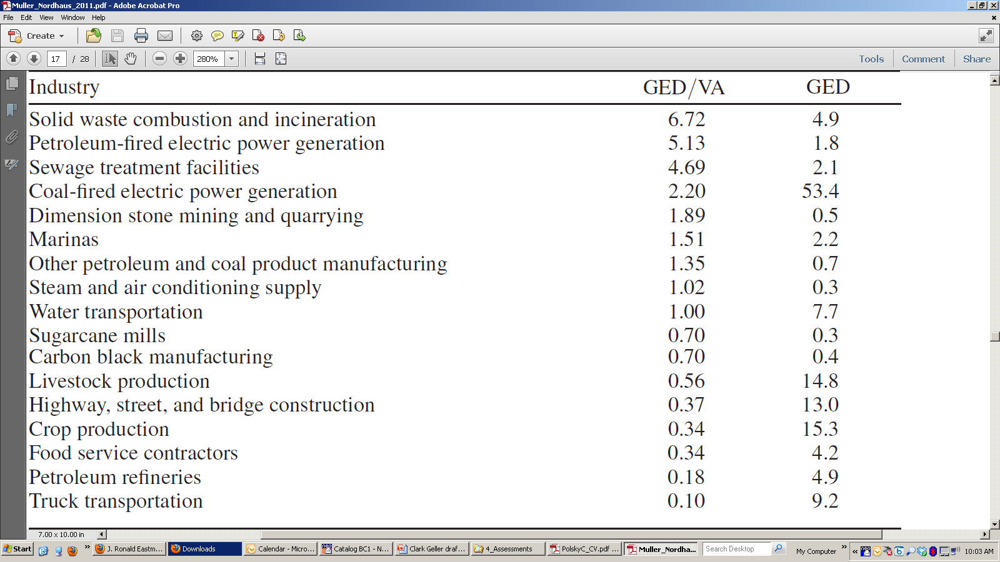 Muller_Nordhaus_2011.pdf - Adobe Acrobat Pro
File Edit View Window Help
Create
17 / 28 280% Tools Comment Share
Industry GED/VA GED
Solid waste combustion and incineration 6.72 4.9
Petroleum-fired electric power generation 5.13 1.8
Sewage treatment facilities 4.69 2.1
Coal-fired electric power generation 2.20 53.4
Dimension stone mining and quarrying 1.89 0.5
Marinas 1.51 2.2
Other petroleum and coal product manufacturing 1.35 0.7
Steam and air conditioning supply 1.02 0.3
Water transportation 1.00 7.7
Sugarcane mills 0.70 0.3
Carbon black manufacturing 0.70 0.4
Livestock production 0.56 14.8
Highway, street, and bridge construction 0.37 13.0
Crop production 0.34 15.3
Food service contractors 0.34 4.2
Petroleum refineries 0.18 4.9
Truck transportation 0.10 9.2
7.00 x 10.00 in
Start » J. Ronald Eastm... Downloads Calendar - Micro... Catalog BC1 - N... Clark Geller draf... 4_Assessments PolskyC_CV.pdf ... Muller_Nordha... Search Desktop My Computer » « 10:03 AM